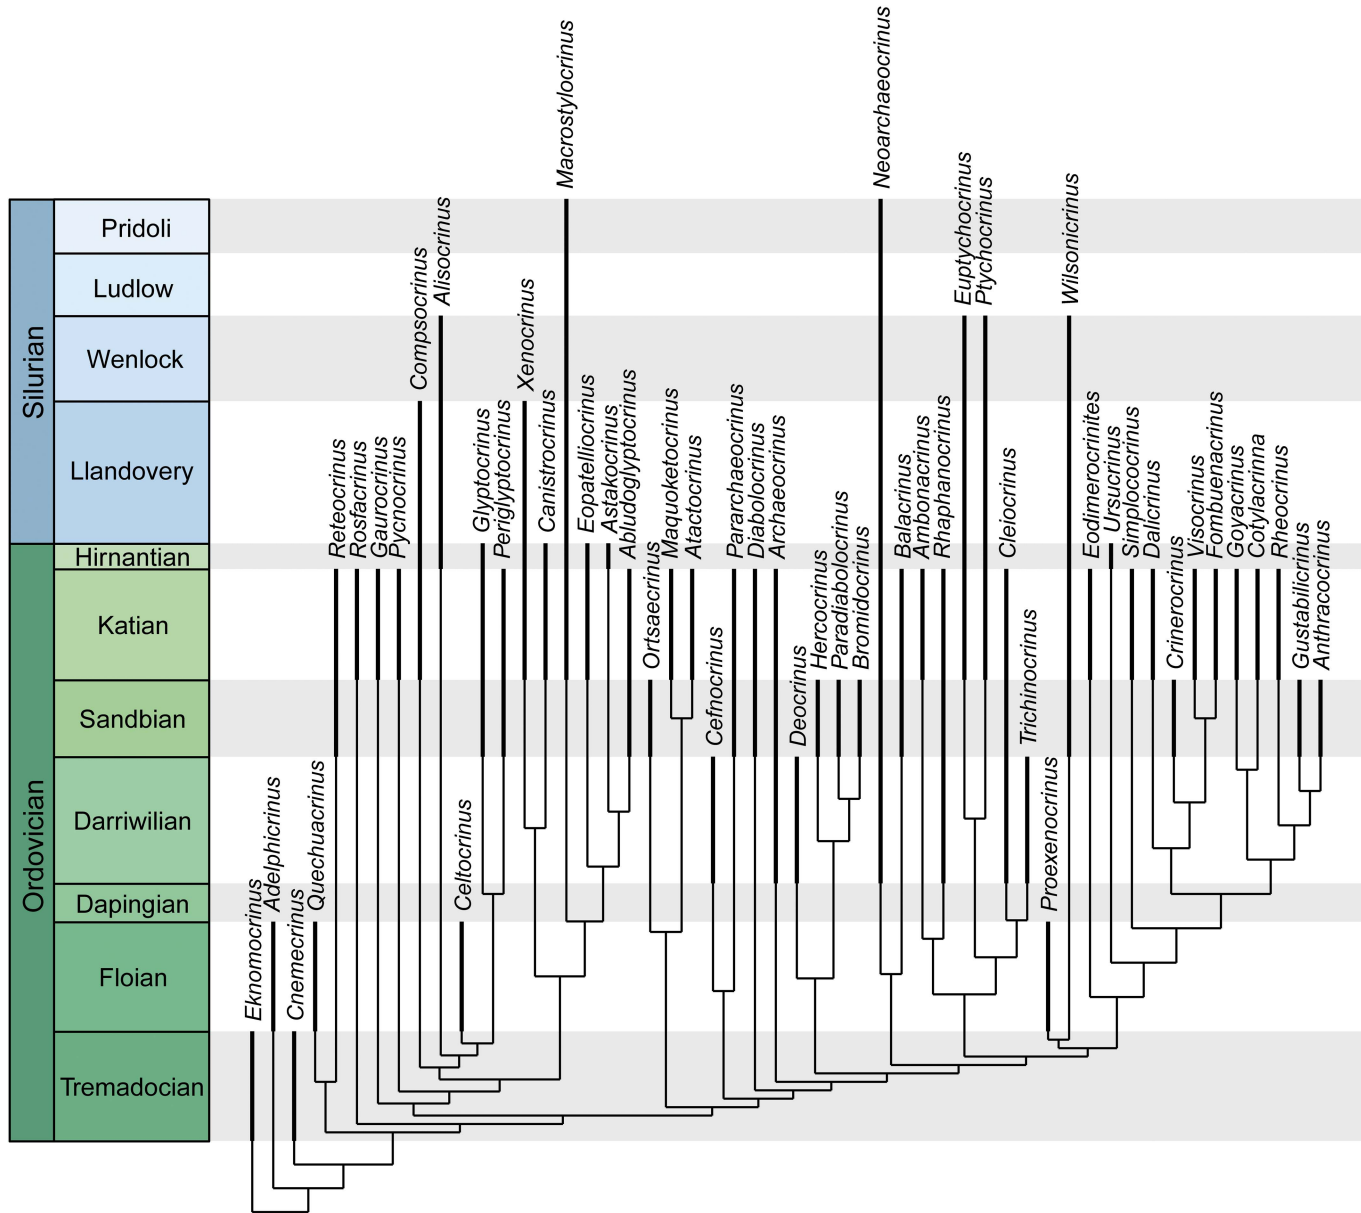 Silurian
Ordovician
Pridoli
Ludlow
Wenlock
Llandovery
Hirnantian
Katian
Sandbian
Darriwilian
Dapingian
Floian
Tremadocian
Eknomocrinus
Adelphicrinus
Cnemecrinus
Quechuacrinus
Reteocrinus
Rosfacrinus
Gaurocrinus
Pycnocrinus
Compsocrinus
Alisocrinus
Celtocrinus
Glyptocrinus
Periglyptocrinus
Xenocrinus
Canistrocrinus
Macrostylocrinus
Eopatelliocrinus
Astakocrinus
Abludoglyptocrinus
Ortsaecrinus
Maquoketocrinus
Atactocrinus
Cefnocrinus
Pararchaeocrinus
Diabolocrinus
Archaeocrinus
Deocrinus
Hercocrinus
Paradiabolocrinus
Bromidocrinus
Neoarchaeocrinus
Balacrinus
Ambonacrinus
Rhaphanocrinus
Euptychocrinus
Ptychocrinus
Cleiocrinus
Trichinocrinus
Proexenocrinus
Wilsonicrinus
Eodimerocrinites
Ursucrinus
Simplococrinus
Dalicrinus
Crinerocrinus
Visocrinus
Fombuenacrinus
Goyacrinus
Cotylacrinna
Rheocrinus
Gustabilicrinus
Anthracocrinus